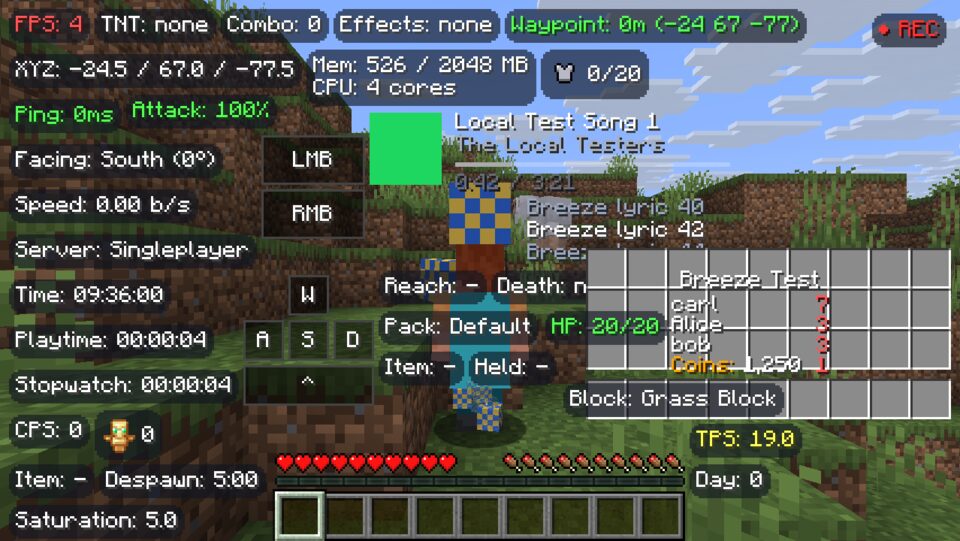 FPS: 4
TNT: none
Combo: 0
Effects: none
Waypoint: 0m (-24 67 -77)
REC
XYZ: -24.5 / 67.0 / -77.5
Mem: 526 / 2048 MB
CPU: 4 cores
0/20
Ping: 0ms
Attack: 100%
Local Test Song 1
The Local Testers
0:42
3:21
Facing: South (0°)
LMB
Speed: 0.00 b/s
RMB
Breeze lyric 40
Breeze lyric 42
Breeze
Server: Singleplayer
Time: 09:36:00
W
Reach: -
Death: n
Breeze Test
carl 7
Alice 3
bob 3
Coins: 1,250 1
Playtime: 00:00:04
A
S
D
Pack: Default
HP: 20/20
Stopwatch: 00:00:04
^
Item: -
Held: -
Block: Grass Block
CPS: 0
0
TPS: 19.0
Item: -
Despawn: 5:00
Day: 0
Saturation: 5.0